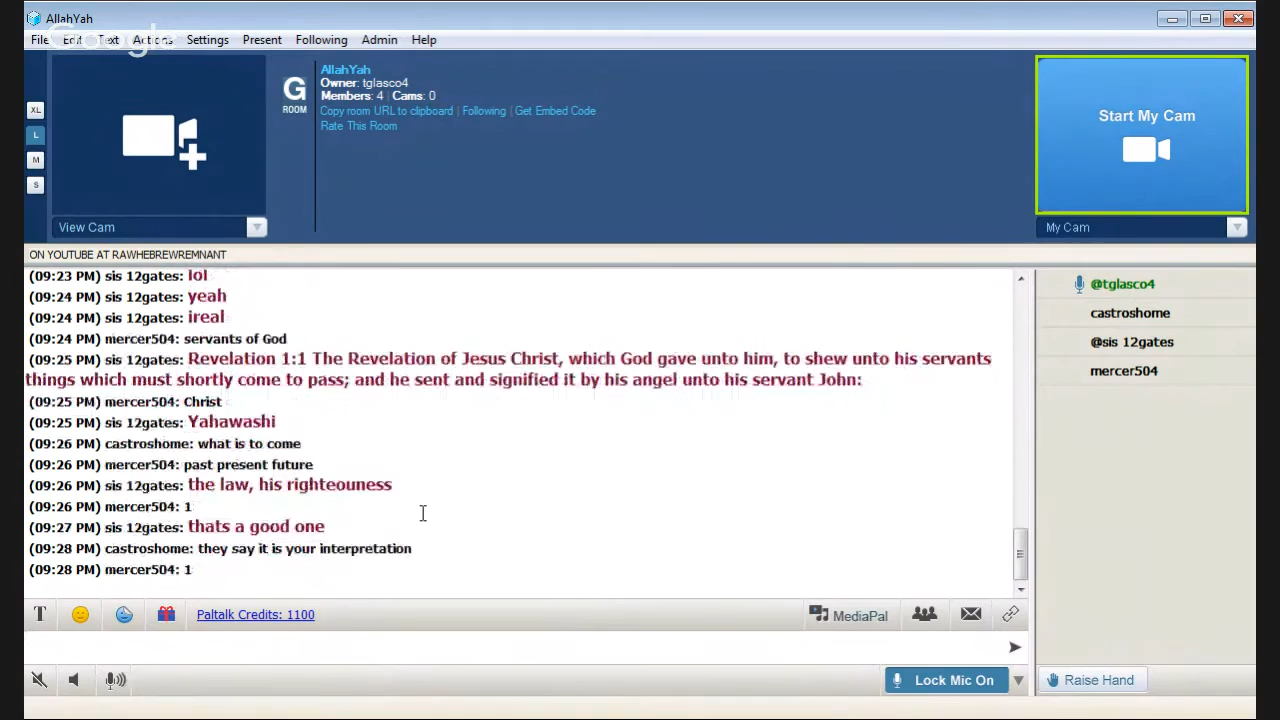 AllahYah
Google
File Edit Text Actions Settings Present Following Admin Help
XL
L
M
S
G
ROOM
AllahYah
Owner: tglasco4
Members: 4 | Cams: 0
Copy room URL to clipboard | Following | Get Embed Code
Rate This Room
Start My Cam
View Cam
My Cam
ON YOUTUBE AT RAWHEBREWREMNANT
(09:23 PM) sis 12gates: lol
(09:24 PM) sis 12gates: yeah
(09:24 PM) sis 12gates: ireal
(09:24 PM) mercer504: servants of God
(09:25 PM) sis 12gates: Revelation 1:1 The Revelation of Jesus Christ, which God gave unto him, to shew unto his servants
things which must shortly come to pass; and he sent and signified it by his angel unto his servant John:
(09:25 PM) mercer504: Christ
(09:25 PM) sis 12gates: Yahawashi
(09:26 PM) castroshome: what is to come
(09:26 PM) mercer504: past present future
(09:26 PM) sis 12gates: the law, his righteouness
(09:26 PM) mercer504: 1
(09:27 PM) sis 12gates: thats a good one
(09:28 PM) castroshome: they say it is your interpretation
(09:28 PM) mercer504: 1
@tglasco4
castroshome
@sis 12gates
mercer504
T
Paltalk Credits: 1100
MediaPal
Lock Mic On
Raise Hand